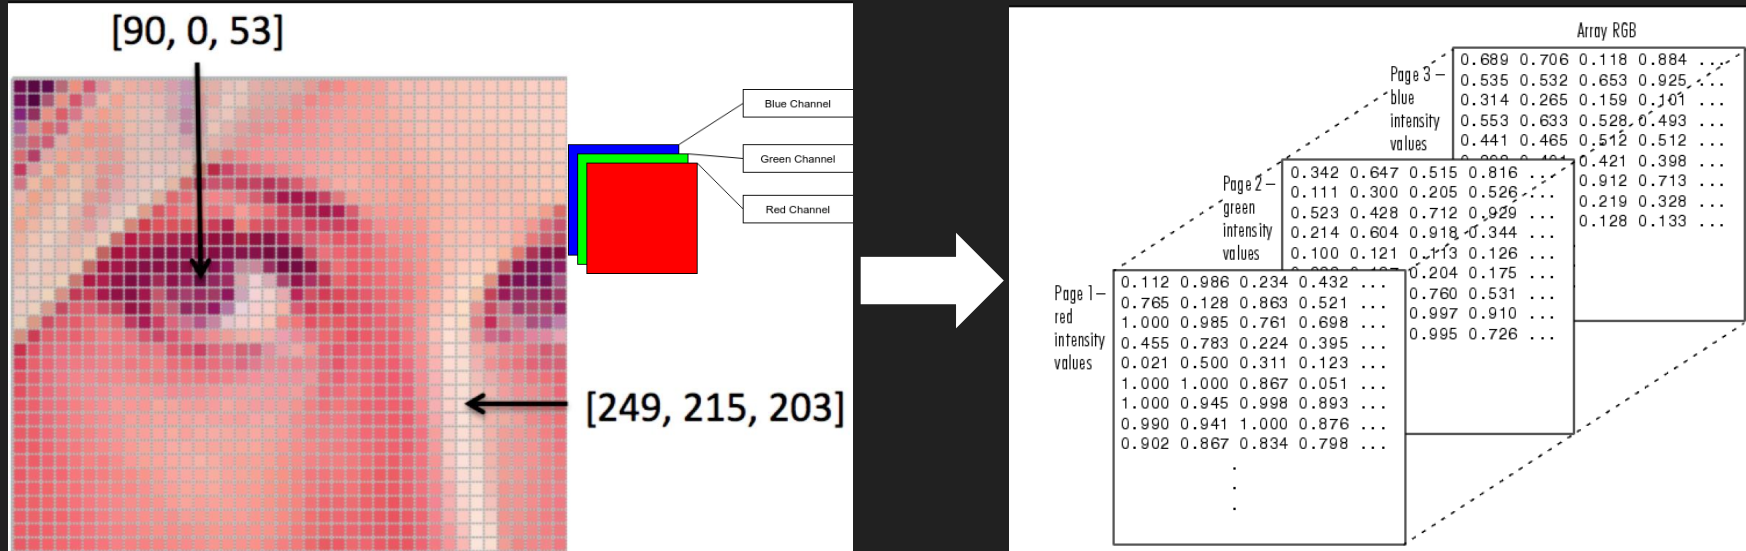 [90, 0, 53]
Blue Channel
Green Channel
Red Channel
[249, 215, 203]
Array RGB
Page 3 –
blue
intensity
values
0.689 0.706 0.118 0.884 ...
0.535 0.532 0.653 0.925 ...
0.314 0.265 0.159 0.101 ...
0.553 0.633 0.528 0.493 ...
0.441 0.465 0.512 0.512 ...
0.421 0.398 ...
0.912 0.713 ...
0.219 0.328 ...
0.128 0.133 ...
Page 2 –
green
intensity
values
0.342 0.647 0.515 0.816 ...
0.111 0.300 0.205 0.526 ...
0.523 0.428 0.712 0.929 ...
0.214 0.604 0.918 0.344 ...
0.100 0.121 0.113 0.126 ...
0.204 0.175 ...
0.760 0.531 ...
0.997 0.910 ...
0.995 0.726 ...
Page 1 –
red
intensity
values
0.112 0.986 0.234 0.432 ...
0.765 0.128 0.863 0.521 ...
1.000 0.985 0.761 0.698 ...
0.455 0.783 0.224 0.395 ...
0.021 0.500 0.311 0.123 ...
1.000 1.000 0.867 0.051 ...
1.000 0.945 0.998 0.893 ...
0.990 0.941 1.000 0.876 ...
0.902 0.867 0.834 0.798 ...
.
.
.